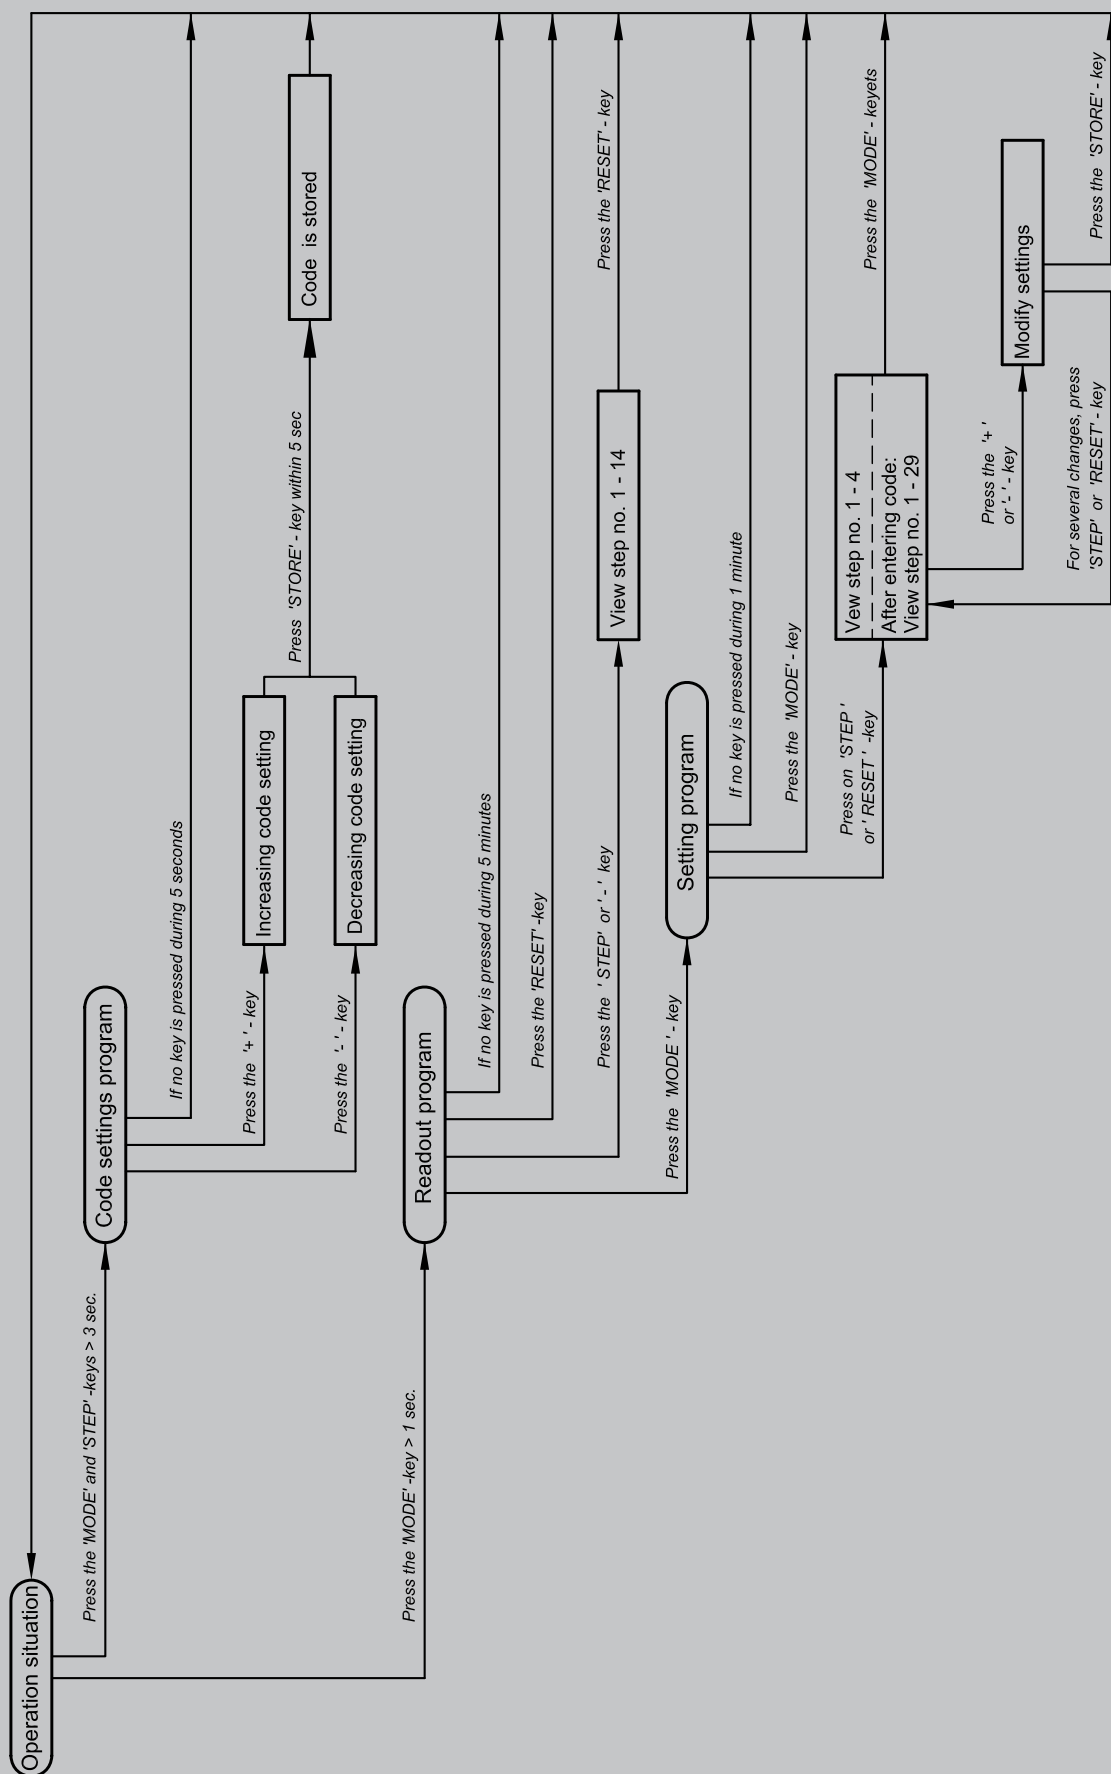 Operation situation
Press the 'MODE' and 'STEP' -keys > 3 sec.
Code settings program
If no key is pressed during 5 seconds
Press the '+' - key
Increasing code setting
Press the '-' - key
Decreasing code setting
Press 'STORE' - key within 5 sec
Code is stored
Press the 'MODE' -key > 1 sec.
Readout program
If no key is pressed during 5 minutes
Press the 'RESET' -key
Press the ' STEP' or ' - ' key
View step no. 1 - 14
Press the 'RESET' - key
Press the 'MODE ' - key
Setting program
If no key is pressed during 1 minute
Press the 'MODE' - key
Press on 'STEP '
or ' RESET ' -key
Vew step no. 1 - 4
After entering code:
View step no. 1 - 29
Press the 'MODE' - keyets
Press the '+ '
or '- ' - key
Modify settings
For several changes, press
'STEP' or 'RESET' - key
Press the 'STORE' - key